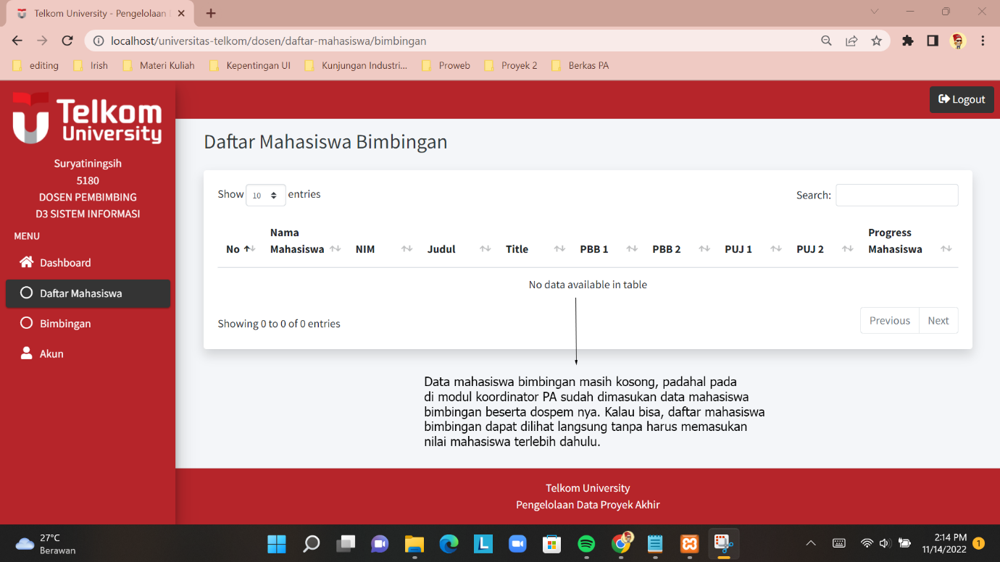 Telkom University - Pengelolaan
localhost/universitas-telkom/dosen/daftar-mahasiswa/bimbingan
editing
Irish
Materi Kuliah
Kepentingan UI
Kunjungan Industri...
Proweb
Proyek 2
Berkas PA
Telkom
University
Logout
Suryatiningsih
5180
DOSEN PEMBIMBING
D3 SISTEM INFORMASI
MENU
Dashboard
Daftar Mahasiswa
Bimbingan
Akun
Daftar Mahasiswa Bimbingan
Show 10 entries
Search:
No
Nama
Mahasiswa
NIM
Judul
Title
PBB 1
PBB 2
PUJ 1
PUJ 2
Progress
Mahasiswa
No data available in table
Showing 0 to 0 of 0 entries
Previous
Next
Data mahasiswa bimbingan masih kosong, padahal pada
di modul koordinator PA sudah dimasukan data mahasiswa
bimbingan beserta dospem nya. Kalau bisa, daftar mahasiswa
bimbingan dapat dilihat langsung tanpa harus memasukan
nilai mahasiswa terlebih dahulu.
Telkom University
Pengelolaan Data Proyek Akhir
27°C
Berawan
L
2:14 PM
11/14/2022
1